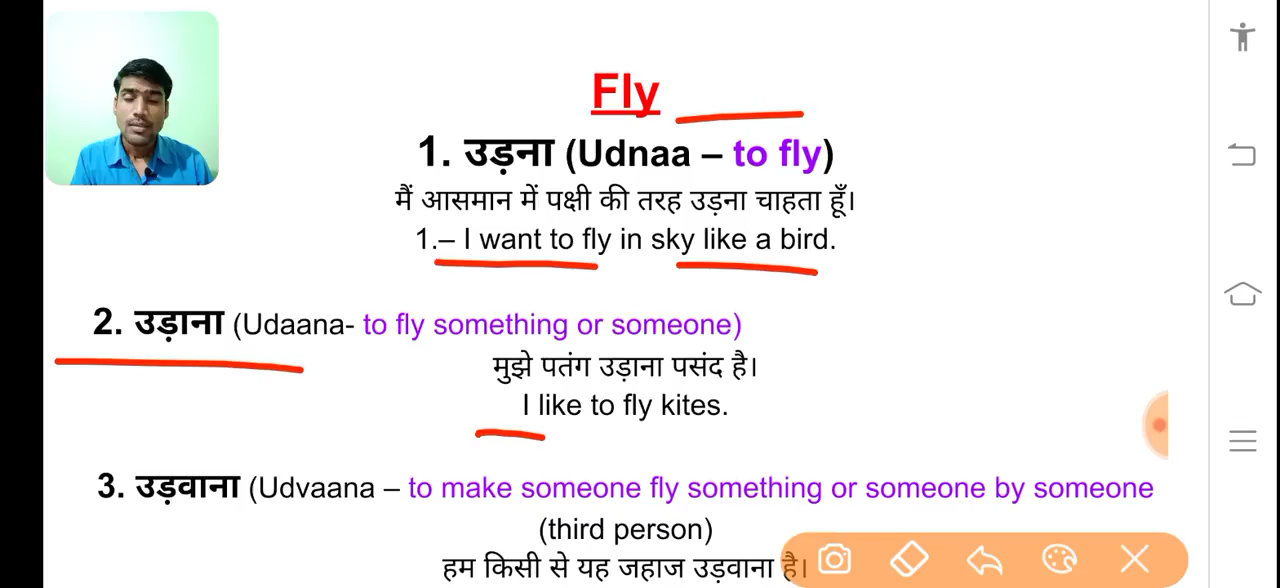 Fly
1. उड़ना (Udnaa – to fly)
मैं आसमान में पक्षी की तरह उड़ना चाहता हूँ।
1.– I want to fly in sky like a bird.
2. उड़ाना (Udaana- to fly something or someone)
मुझे पतंग उड़ाना पसंद है।
I like to fly kites.
3. उड़वाना (Udvaana – to make someone fly something or someone by someone
(third person)
हम किसी से यह जहाज उड़वाना है।